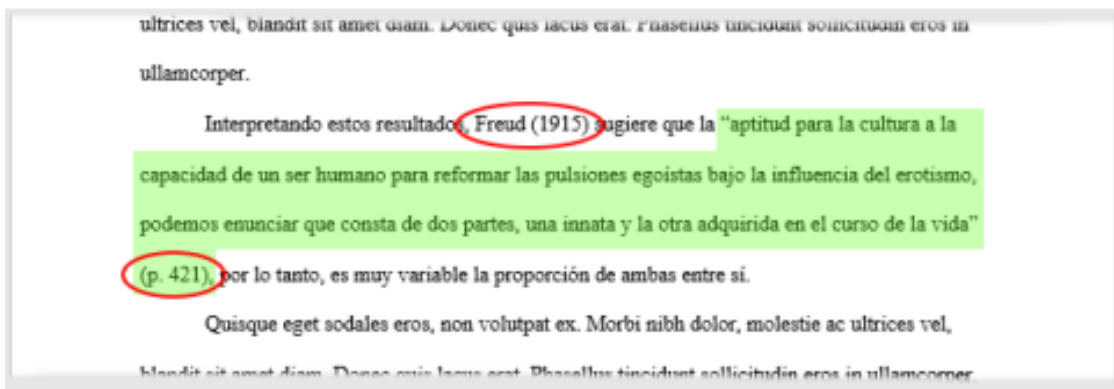 ultrices vel, blandit sit amet diam. Donec quis lacus erat. Phasellus tincidunt sollicitudin eros in
ullamcorper.
Interpretando estos resultados, Freud (1915) sugiere que la “aptitud para la cultura a la
capacidad de un ser humano para reformar las pulsiones egoístas bajo la influencia del erotismo,
podemos enunciar que consta de dos partes, una innata y la otra adquirida en el curso de la vida”
(p. 421), por lo tanto, es muy variable la proporción de ambas entre sí.
Quisque eget sodales eros, non volutpat ex. Morbi nibh dolor, molestie ac ultrices vel,
blandit sit amet diam. Donec quis lacus erat. Phasellus tincidunt sollicitudin eros in ullamcorper.